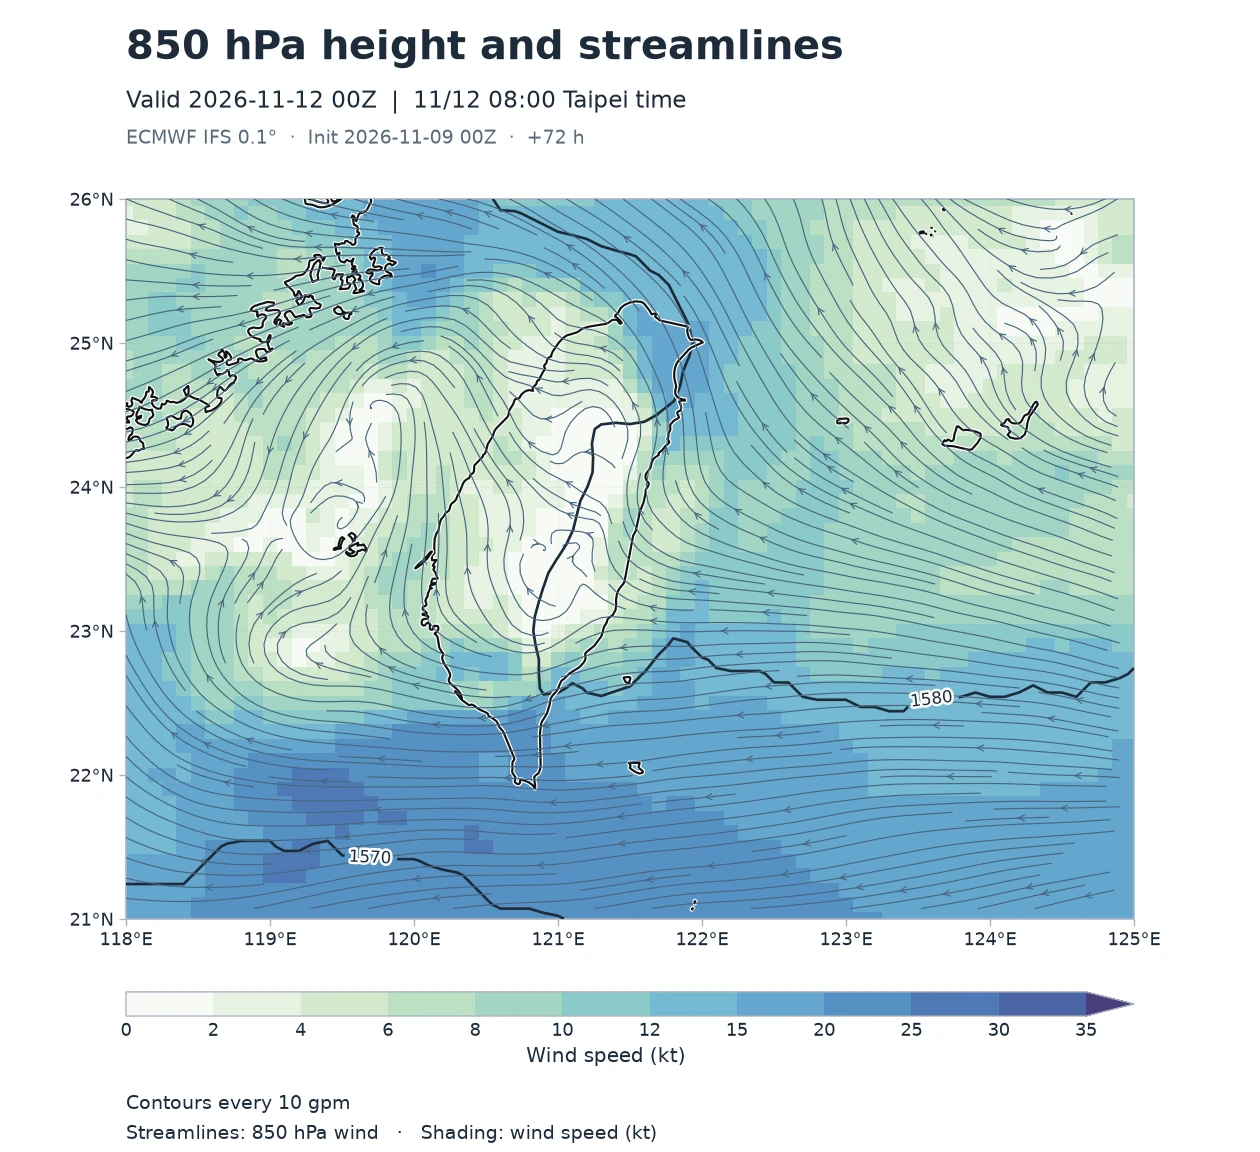 850 hPa height and streamlines
Valid 2026-11-12 00Z | 11/12 08:00 Taipei time
ECMWF IFS 0.1° · Init 2026-11-09 00Z · +72 h
26°N
25°N
24°N
23°N
1580
22°N
1570
21°N
118°E 119°E 120°E 121°E 122°E 123°E 124°E 125°E
0 2 4 6 8 10 12 15 20 25 30 35
Wind speed (kt)
Contours every 10 gpm
Streamlines: 850 hPa wind · Shading: wind speed (kt)